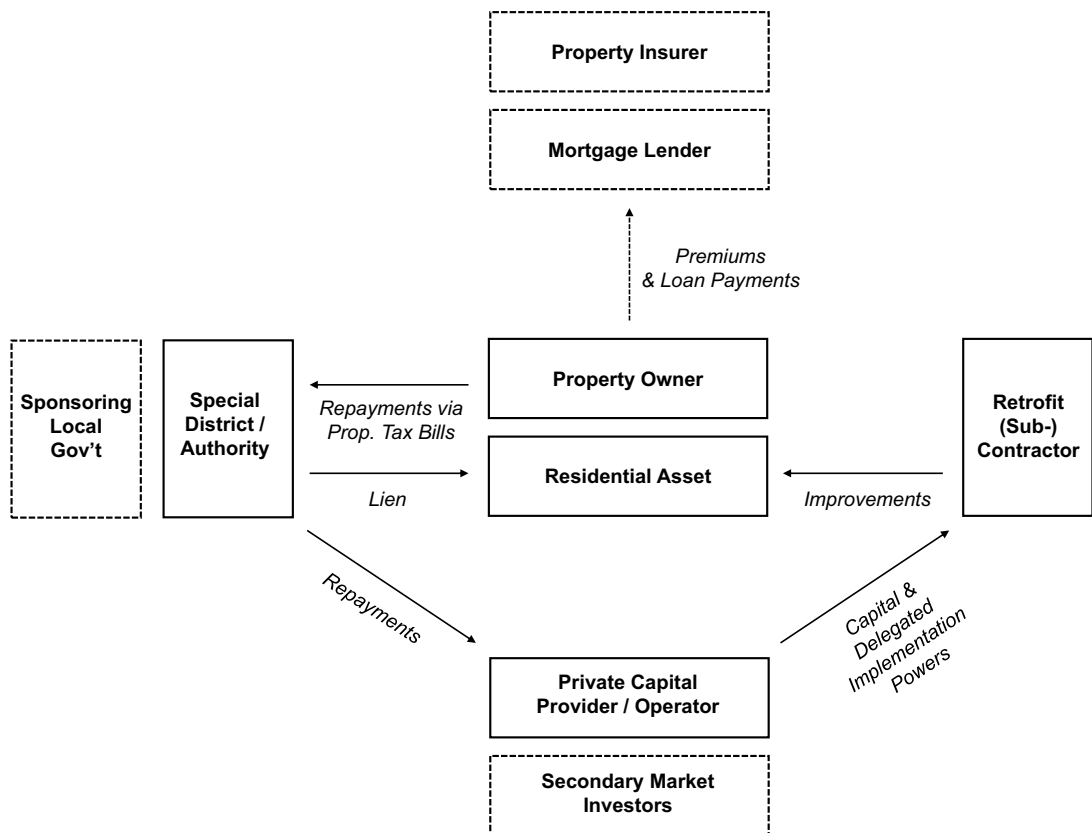 Property Insurer
Mortgage Lender
Premiums
& Loan Payments
Sponsoring
Local
Gov’t
Special
District /
Authority
Repayments via
Prop. Tax Bills
Lien
Property Owner
Residential Asset
Improvements
Retrofit
(Sub-)
Contractor
Repayments
Capital &
Delegated
Implementation
Powers
Private Capital
Provider / Operator
Secondary Market
Investors